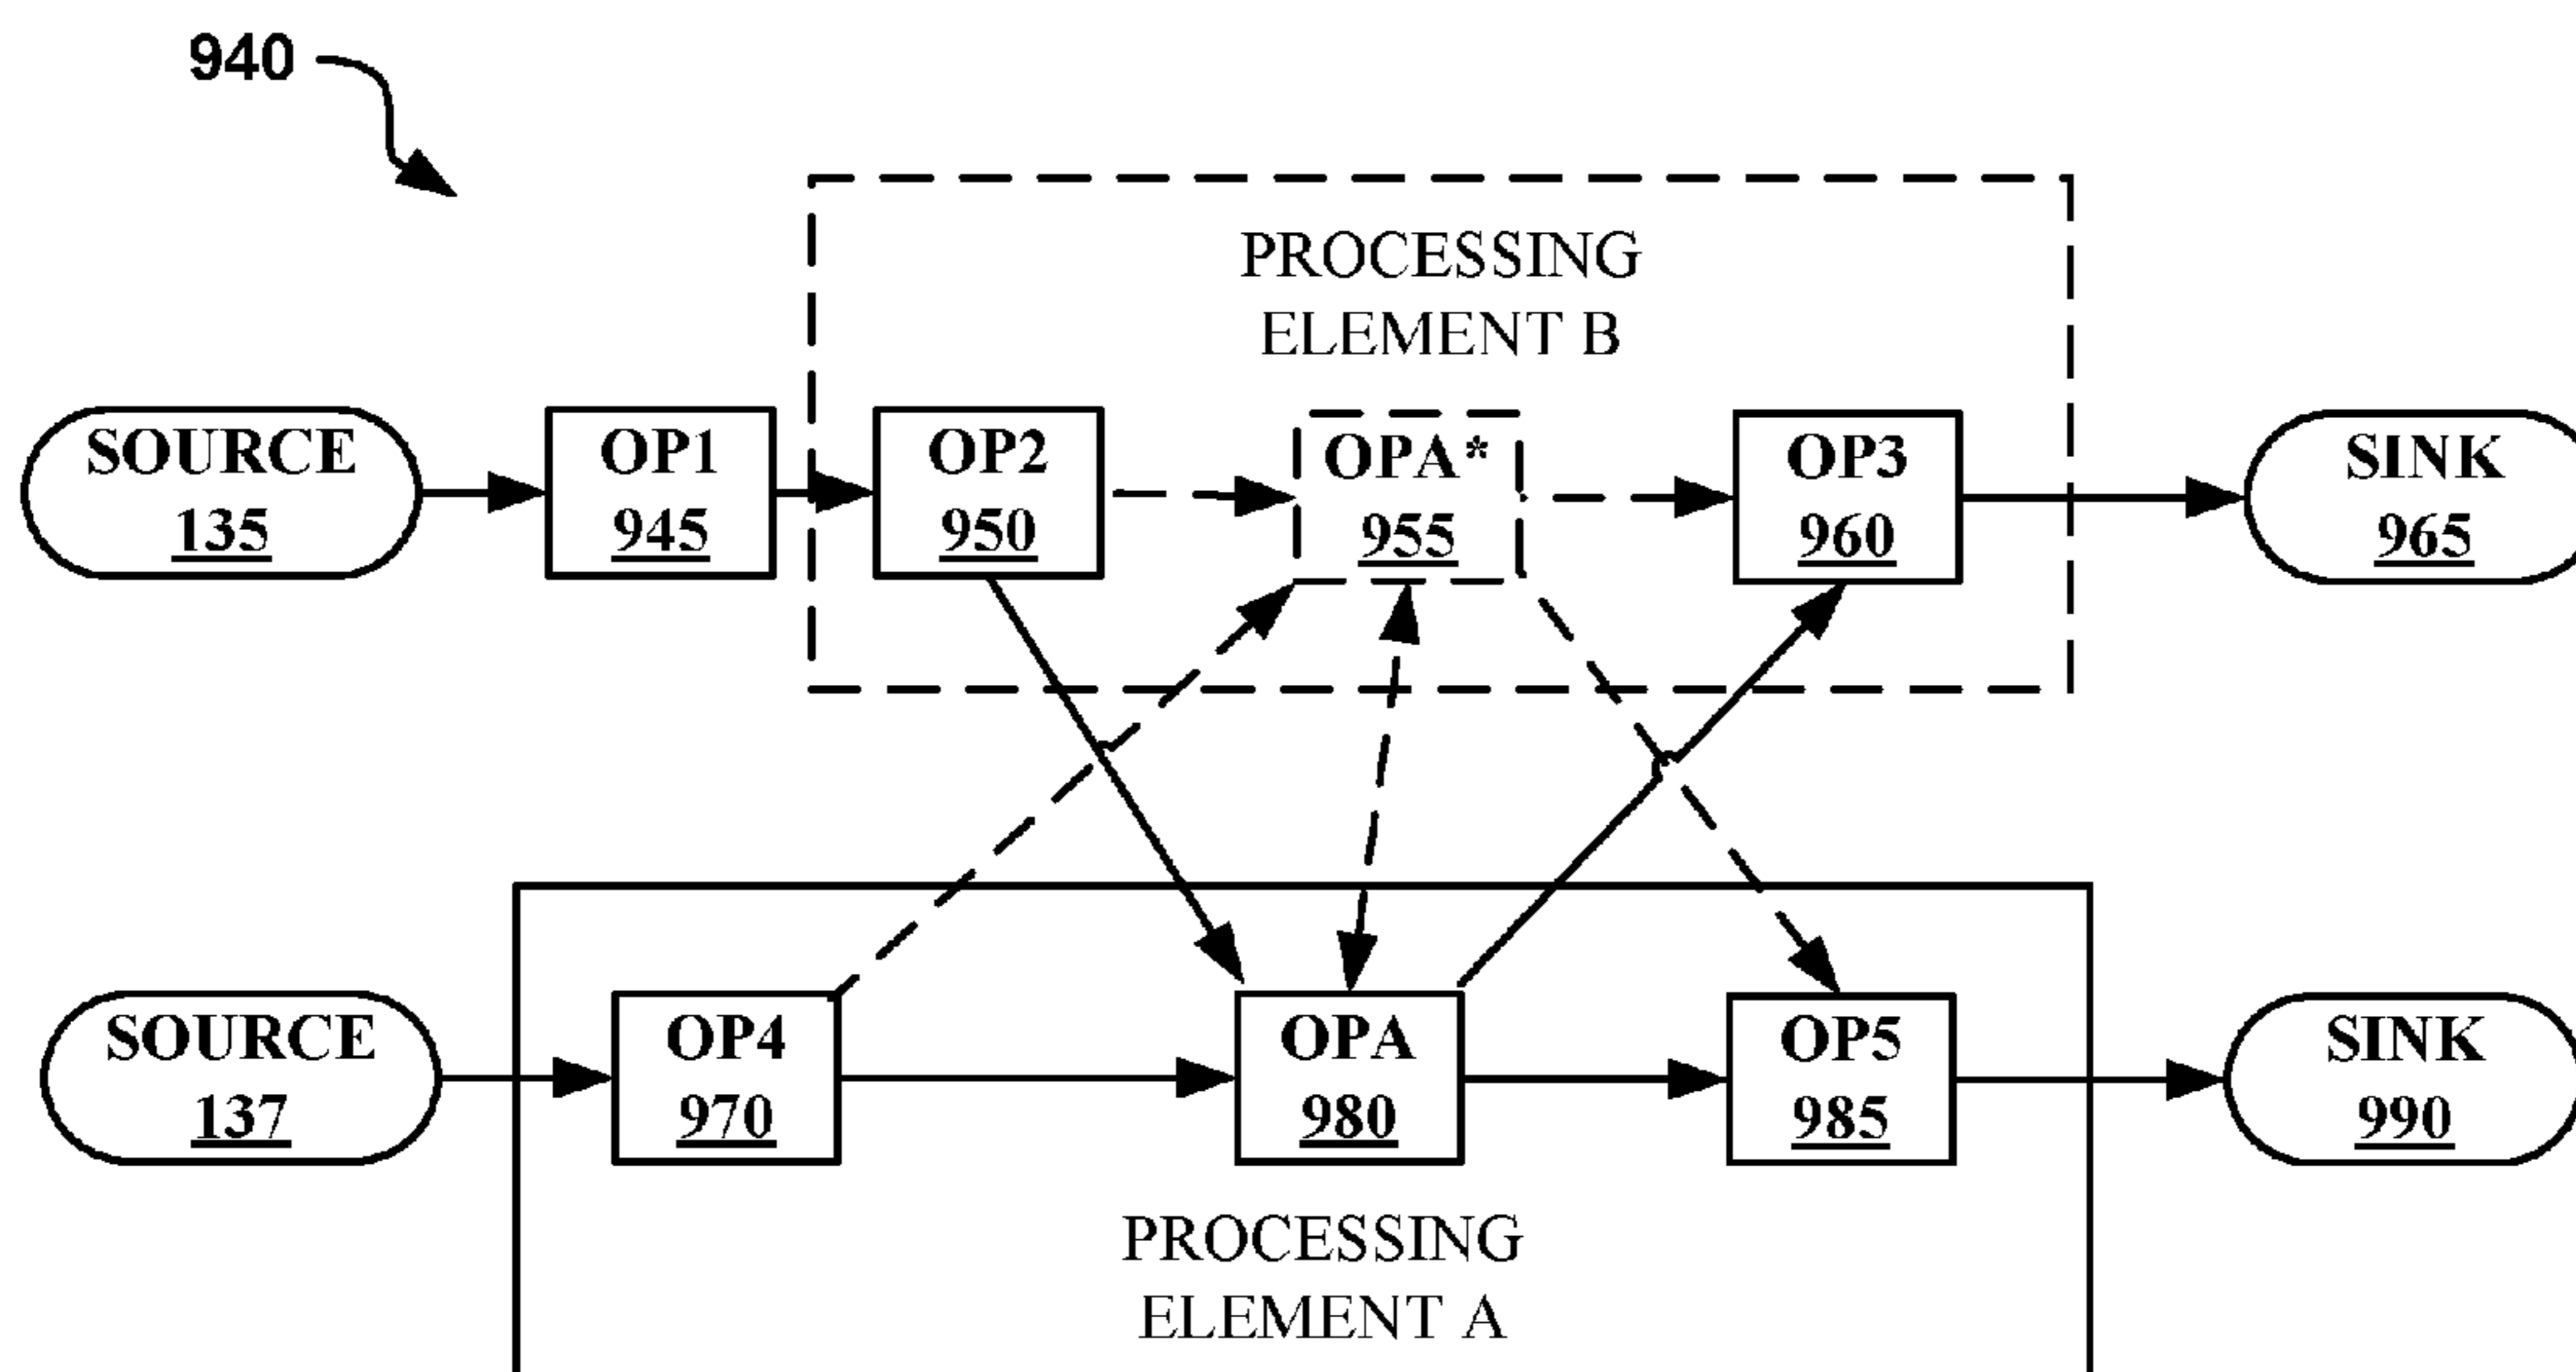 940
PROCESSING
ELEMENT B
SOURCE
135
OP1
945
OP2
950
OPA*
955
OP3
960
SINK
965
SOURCE
137
OP4
970
OPA
980
OP5
985
SINK
990
PROCESSING
ELEMENT A